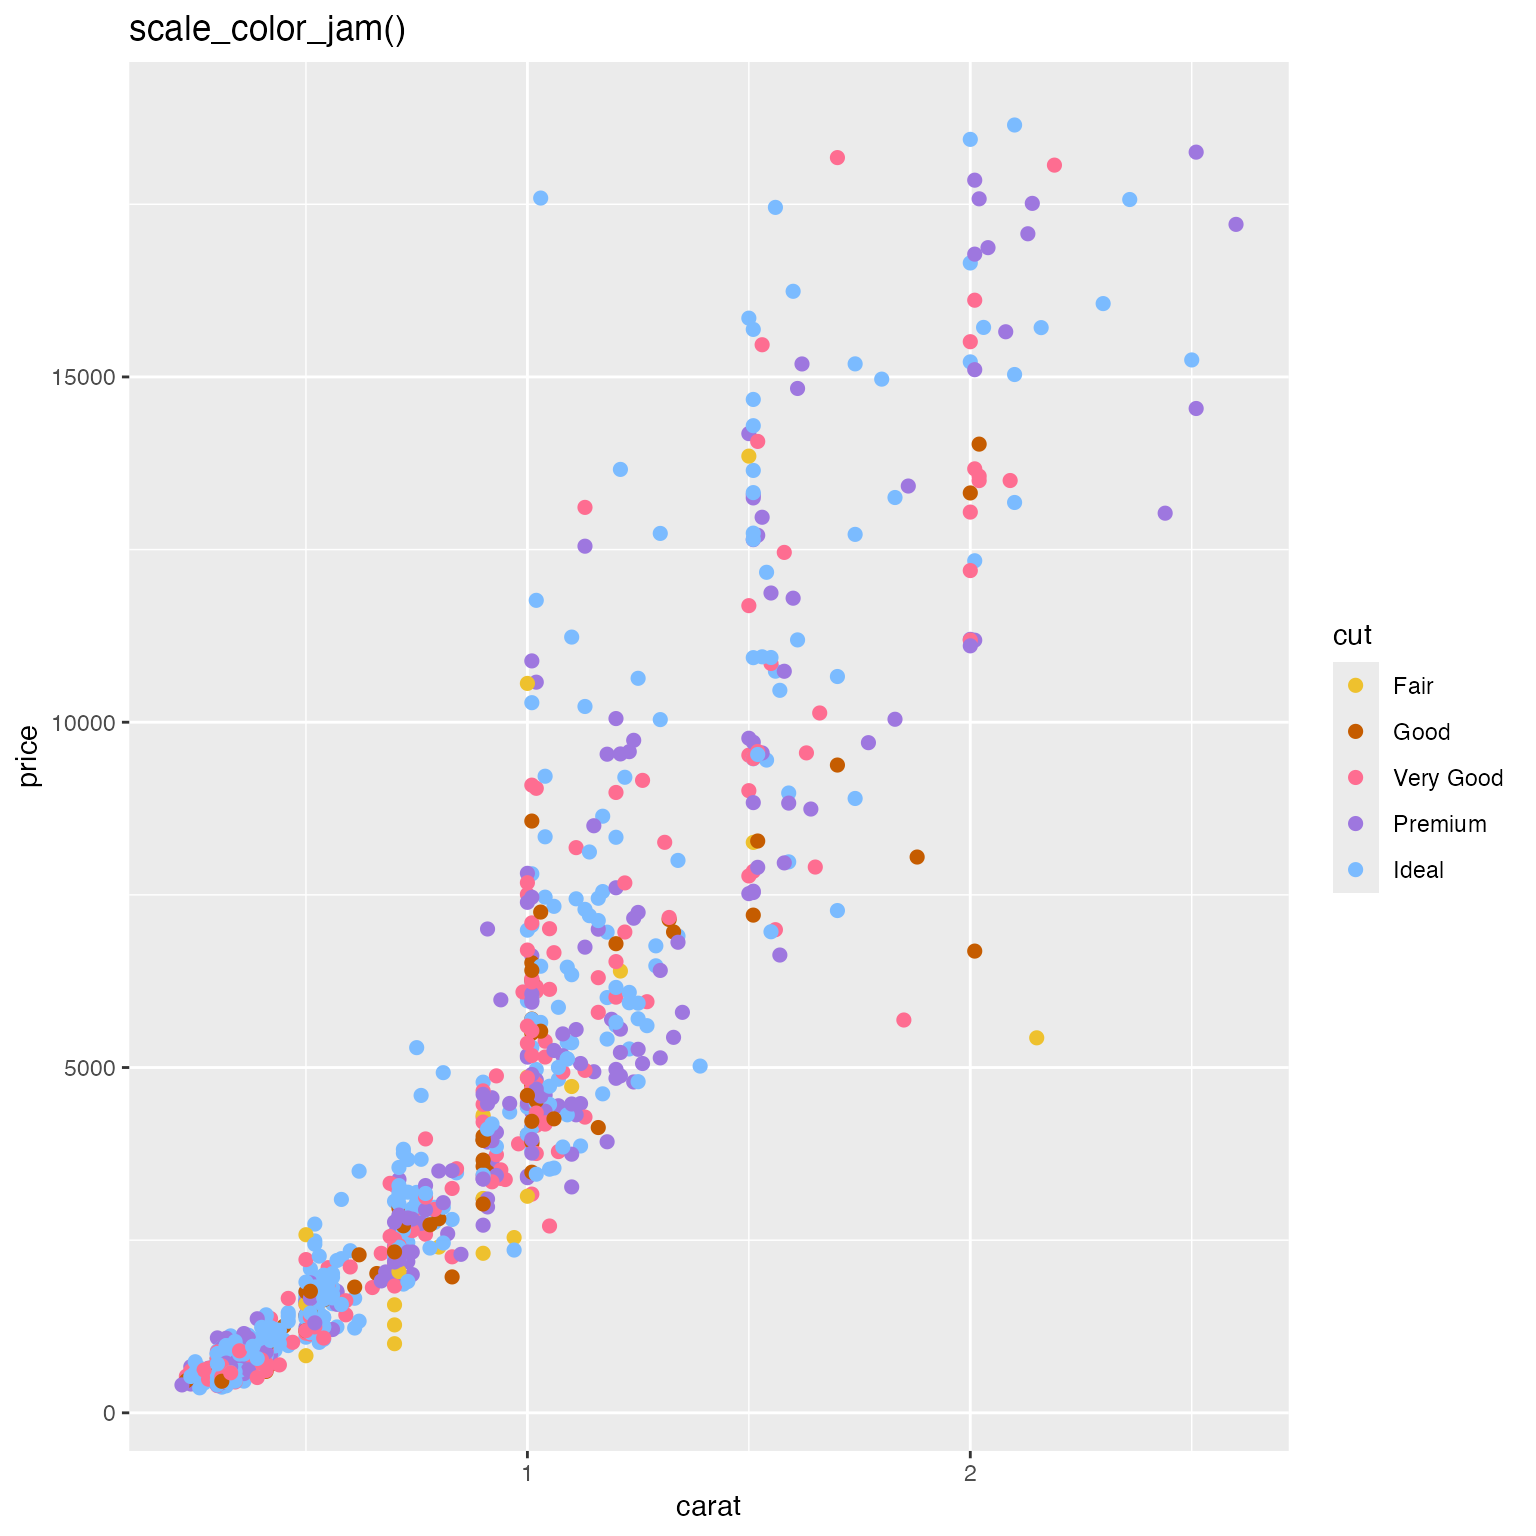 scale_color_jam()
15000
10000
5000
0
price
1
2
carat
cut
Fair
Good
Very Good
Premium
Ideal